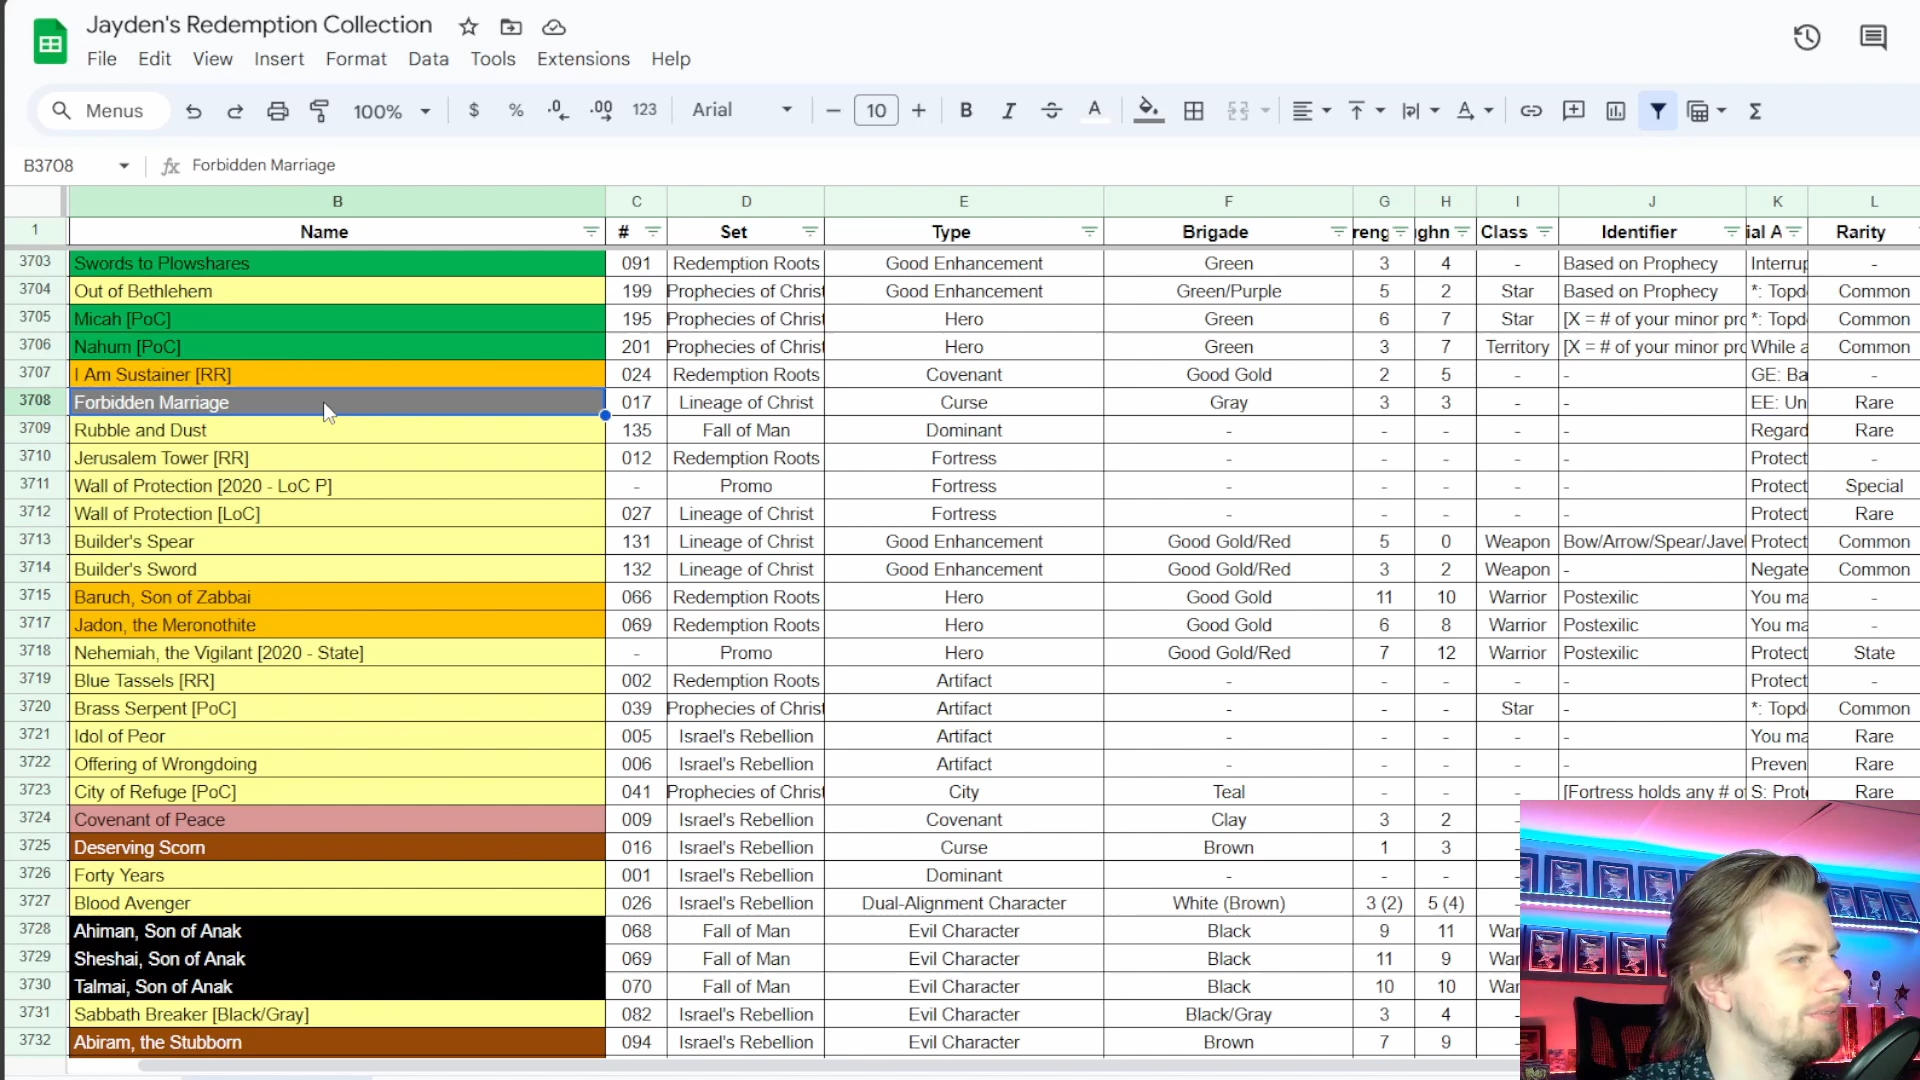 Jayden's Redemption Collection
File Edit View Insert Format Data Tools Extensions Help
Menus 100% $ % .0 .00 123 Arial 10 B I A Σ
B3708 fx Forbidden Marriage
B C D E F G H I J K L
1 Name # Set Type Brigade reng ughn Class Identifier ial A Rarity
3703 Swords to Plowshares 091 Redemption Roots Good Enhancement Green 3 4 - Based on Prophecy Interrup -
3704 Out of Bethlehem 199 Prophecies of Christ Good Enhancement Green/Purple 5 2 Star Based on Prophecy *: Topd Common
3705 Micah [PoC] 195 Prophecies of Christ Hero Green 6 7 Star [X = # of your minor pro *: Topd Common
3706 Nahum [PoC] 201 Prophecies of Christ Hero Green 3 7 Territory [X = # of your minor pro While a Common
3707 I Am Sustainer [RR] 024 Redemption Roots Covenant Good Gold 2 5 - - GE: Ba -
3708 Forbidden Marriage 017 Lineage of Christ Curse Gray 3 3 - - EE: Un Rare
3709 Rubble and Dust 135 Fall of Man Dominant - - - - - Regard Rare
3710 Jerusalem Tower [RR] 012 Redemption Roots Fortress - - - - - Protect -
3711 Wall of Protection [2020 - LoC P] - Promo Fortress - - - - - Protect Special
3712 Wall of Protection [LoC] 027 Lineage of Christ Fortress - - - - - Protect Rare
3713 Builder's Spear 131 Lineage of Christ Good Enhancement Good Gold/Red 5 0 Weapon Bow/Arrow/Spear/Javel Protect Common
3714 Builder's Sword 132 Lineage of Christ Good Enhancement Good Gold/Red 3 2 Weapon - Negate Common
3715 Baruch, Son of Zabbai 066 Redemption Roots Hero Good Gold 11 10 Warrior Postexilic You ma -
3717 Jadon, the Meronothite 069 Redemption Roots Hero Good Gold 6 8 Warrior Postexilic You ma -
3718 Nehemiah, the Vigilant [2020 - State] - Promo Hero Good Gold/Red 7 12 Warrior Postexilic Protect State
3719 Blue Tassels [RR] 002 Redemption Roots Artifact - - - - - Protect -
3720 Brass Serpent [PoC] 039 Prophecies of Christ Artifact - - - Star - *: Topd Common
3721 Idol of Peor 005 Israel's Rebellion Artifact - - - - - You ma Rare
3722 Offering of Wrongdoing 006 Israel's Rebellion Artifact - - - - - Preven Rare
3723 City of Refuge [PoC] 041 Prophecies of Christ City Teal - - - [Fortress holds any # of S: Prote Rare
3724 Covenant of Peace 009 Israel's Rebellion Covenant Clay 3 2 -
3725 Deserving Scorn 016 Israel's Rebellion Curse Brown 1 3 -
3726 Forty Years 001 Israel's Rebellion Dominant - - - -
3727 Blood Avenger 026 Israel's Rebellion Dual-Alignment Character White (Brown) 3 (2) 5 (4) -
3728 Ahiman, Son of Anak 068 Fall of Man Evil Character Black 9 11 War
3729 Sheshai, Son of Anak 069 Fall of Man Evil Character Black 11 9 War
3730 Talmai, Son of Anak 070 Fall of Man Evil Character Black 10 10 War
3731 Sabbath Breaker [Black/Gray] 082 Israel's Rebellion Evil Character Black/Gray 3 4 -
3732 Abiram, the Stubborn 094 Israel's Rebellion Evil Character Brown 7 9 -